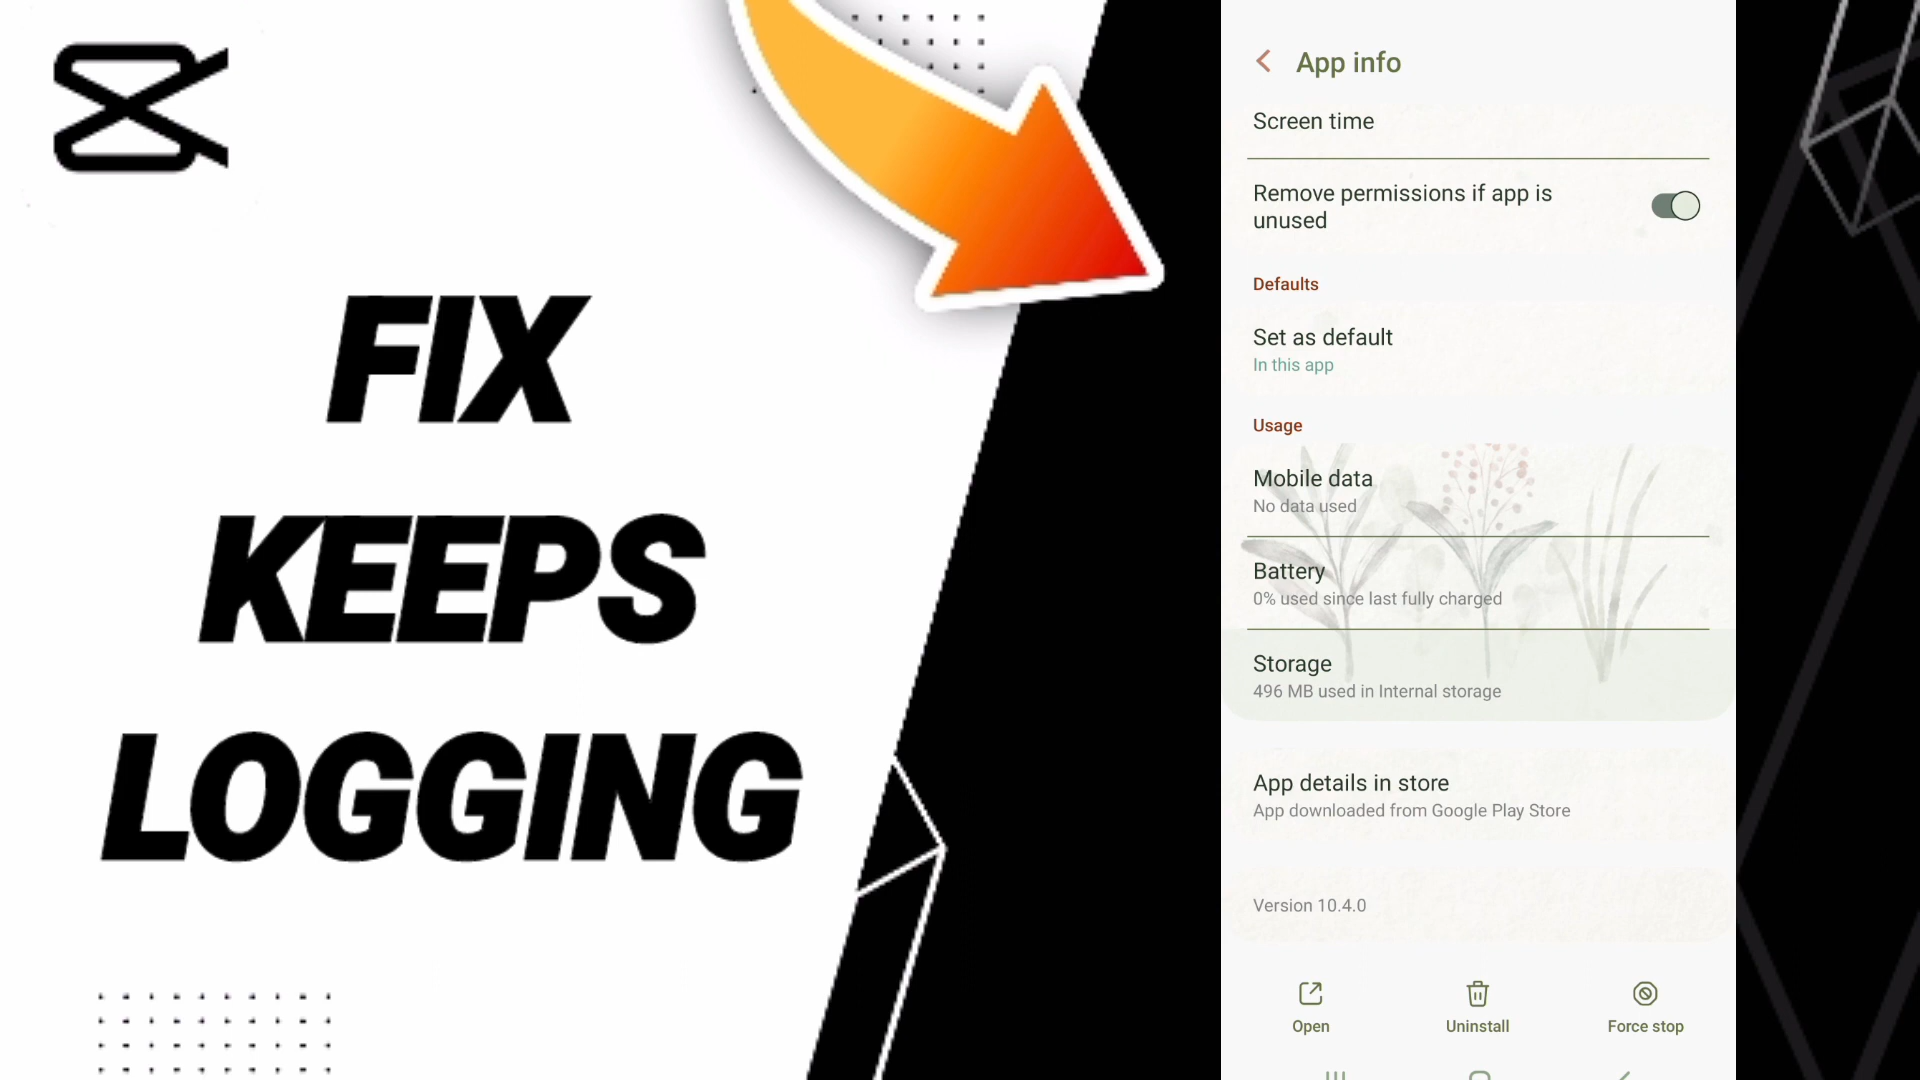 FIX
KEEPS
LOGGING
App info
Screen time
Remove permissions if app is
unused
Defaults
Set as default
In this app
Usage
Mobile data
No data used
Battery
0% used since last fully charged
Storage
496 MB used in Internal storage
App details in store
App downloaded from Google Play Store
Version 10.4.0
Open
Uninstall
Force stop